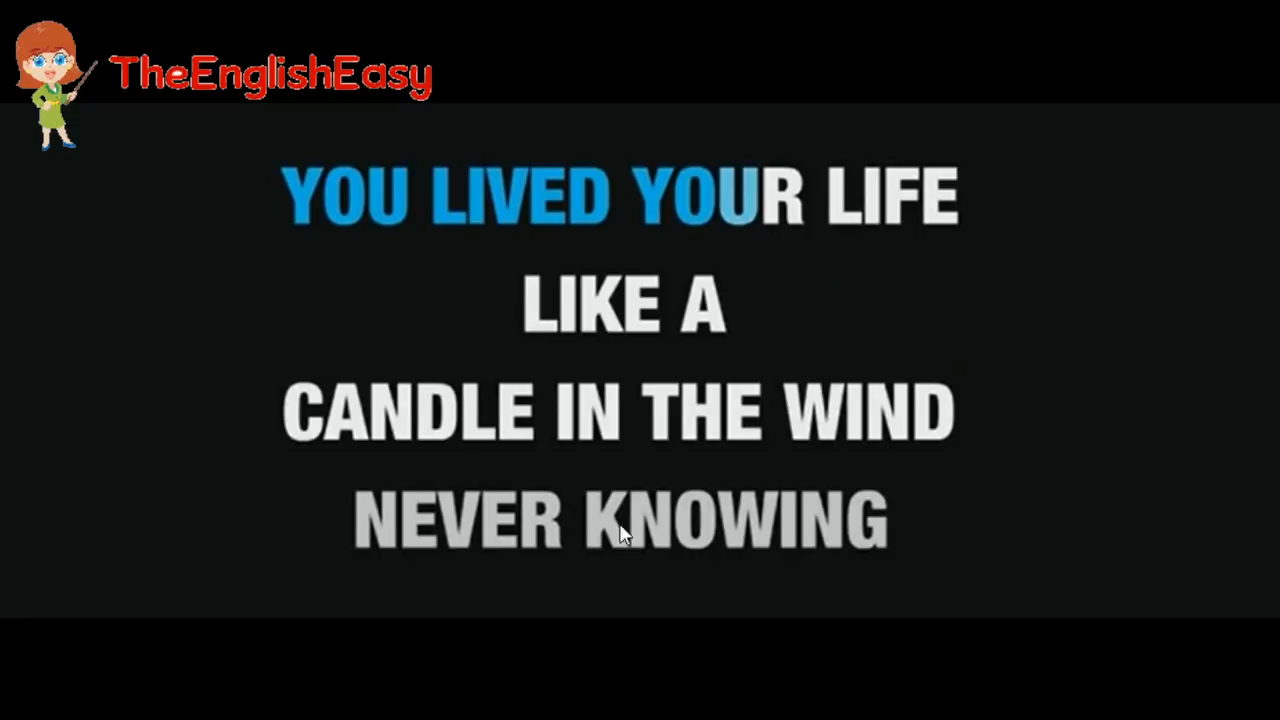 TheEnglishEasy
YOU LIVED YOUR LIFE
LIKE A
CANDLE IN THE WIND
NEVER KNOWING